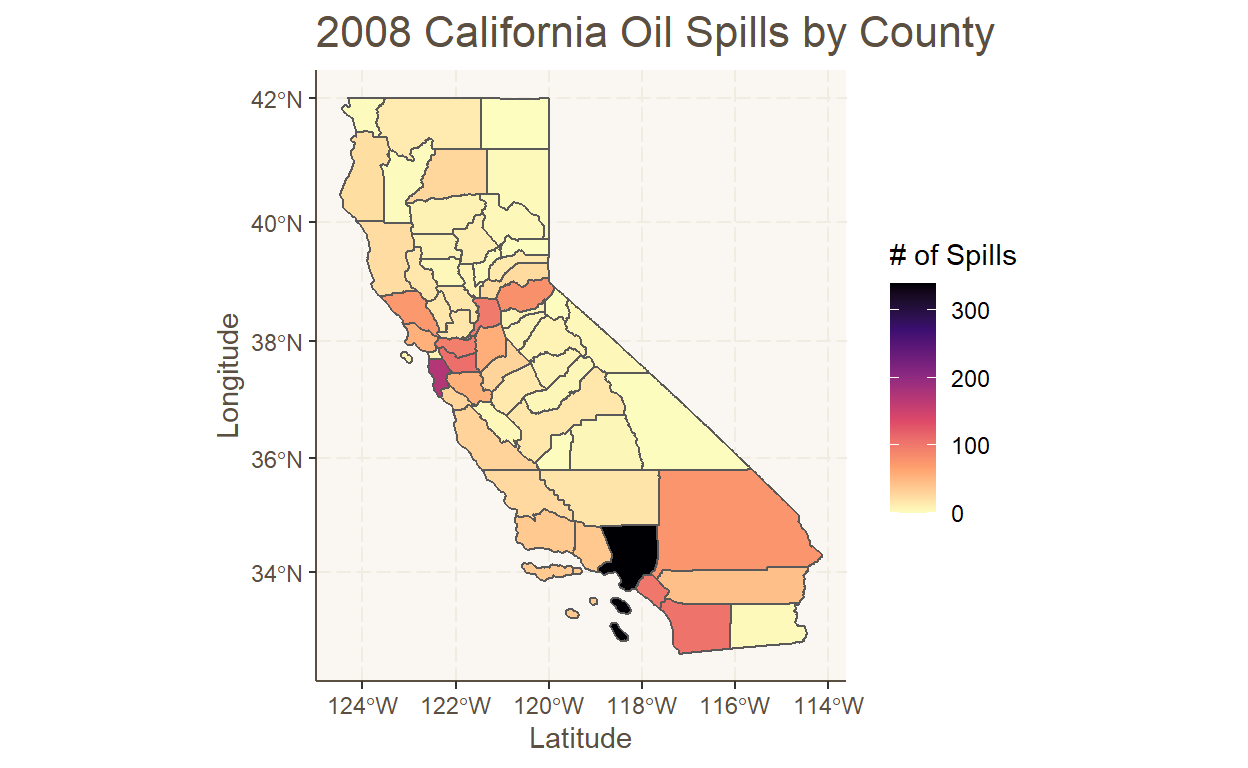 2008 California Oil Spills by County
42°N
40°N
38°N
36°N
34°N
Longitude
124°W 122°W 120°W 118°W 116°W 114°W
Latitude
# of Spills
300
200
100
0